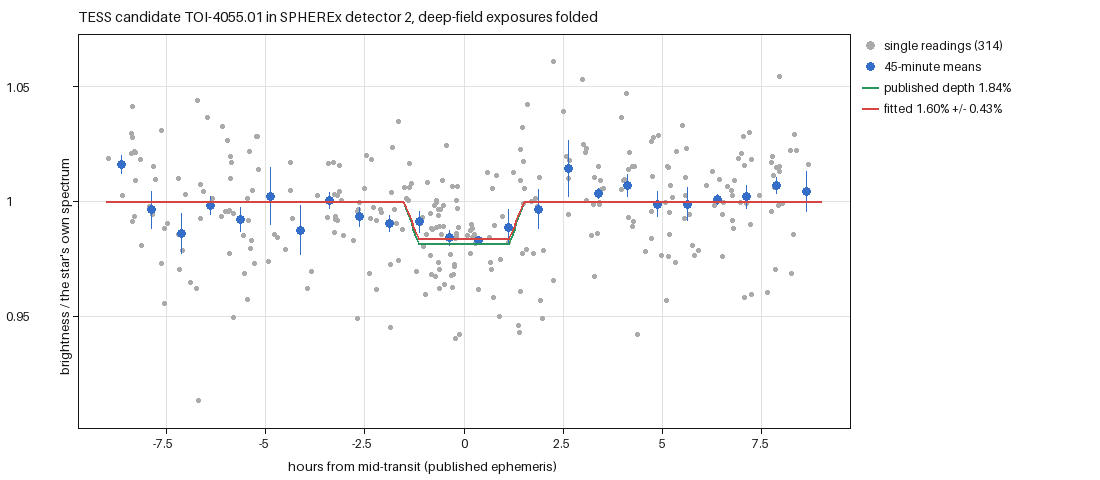 TESS candidate TOI-4055.01 in SPHEREx detector 2, deep-field exposures folded
single readings (314)
45-minute means
published depth 1.84%
fitted 1.60% +/- 0.43%
brightness / the star's own spectrum
1.05
1
0.95
-7.5
-5
-2.5
0
2.5
5
7.5
hours from mid-transit (published ephemeris)